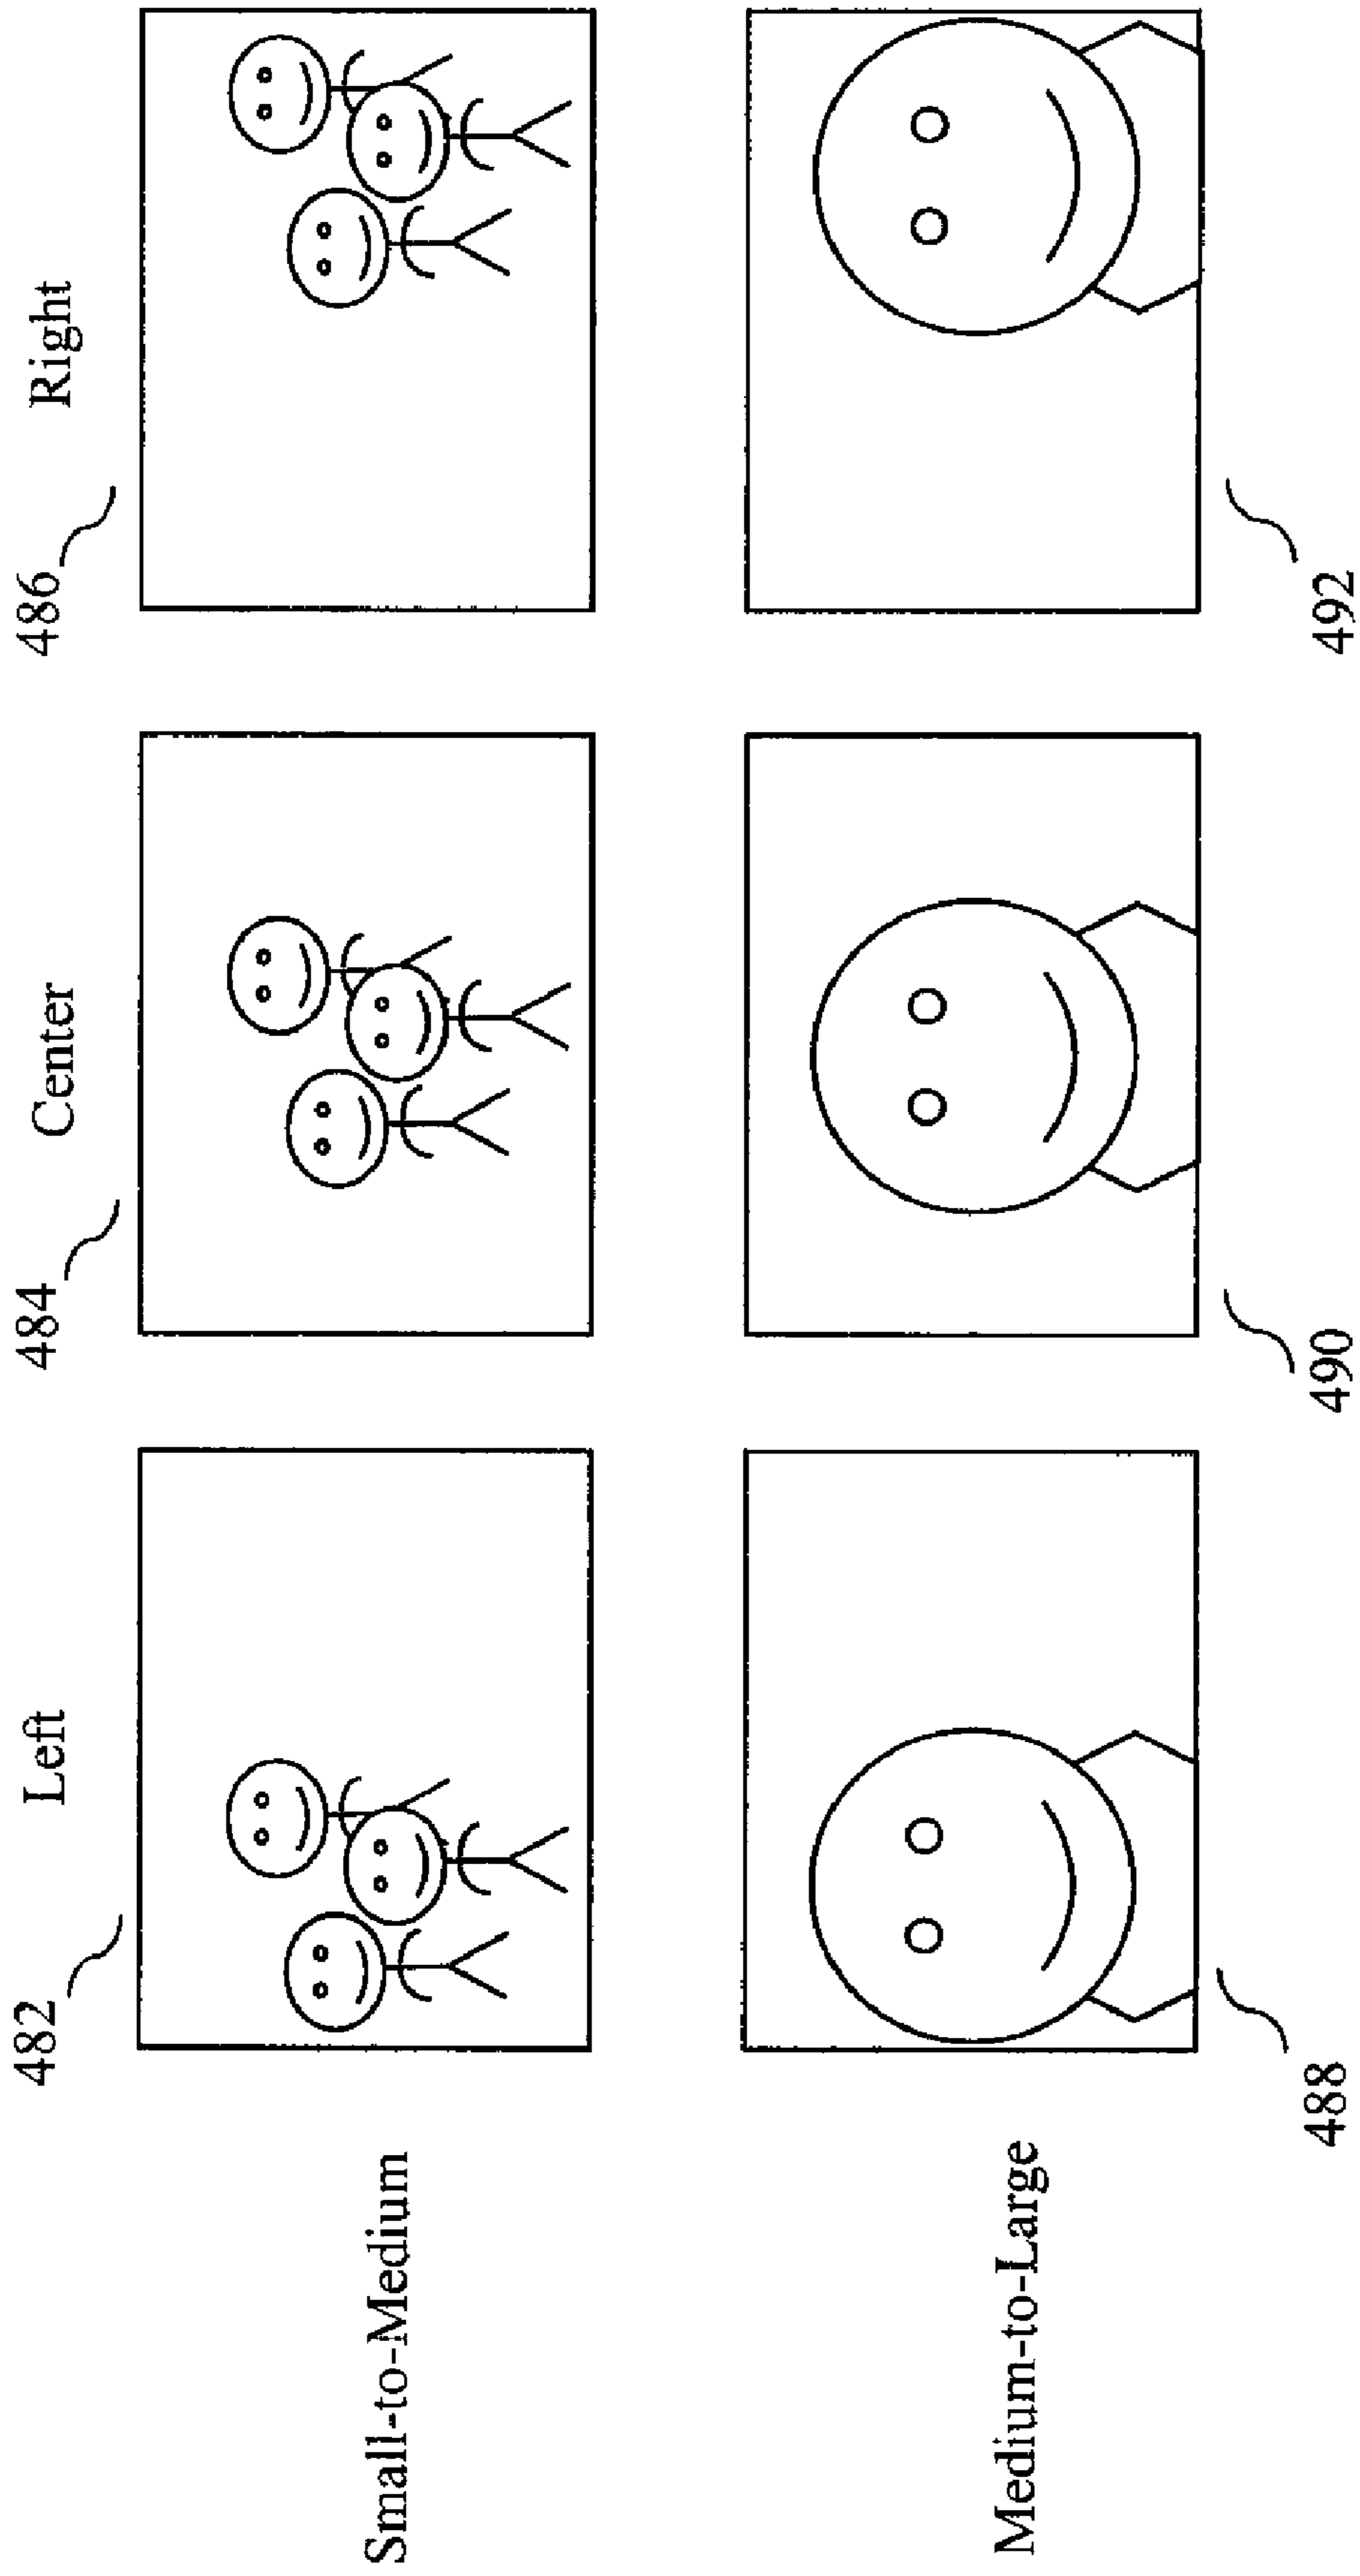 482
Left
484
Center
486
Right
Small-to-Medium
Medium-to-Large
488
490
492